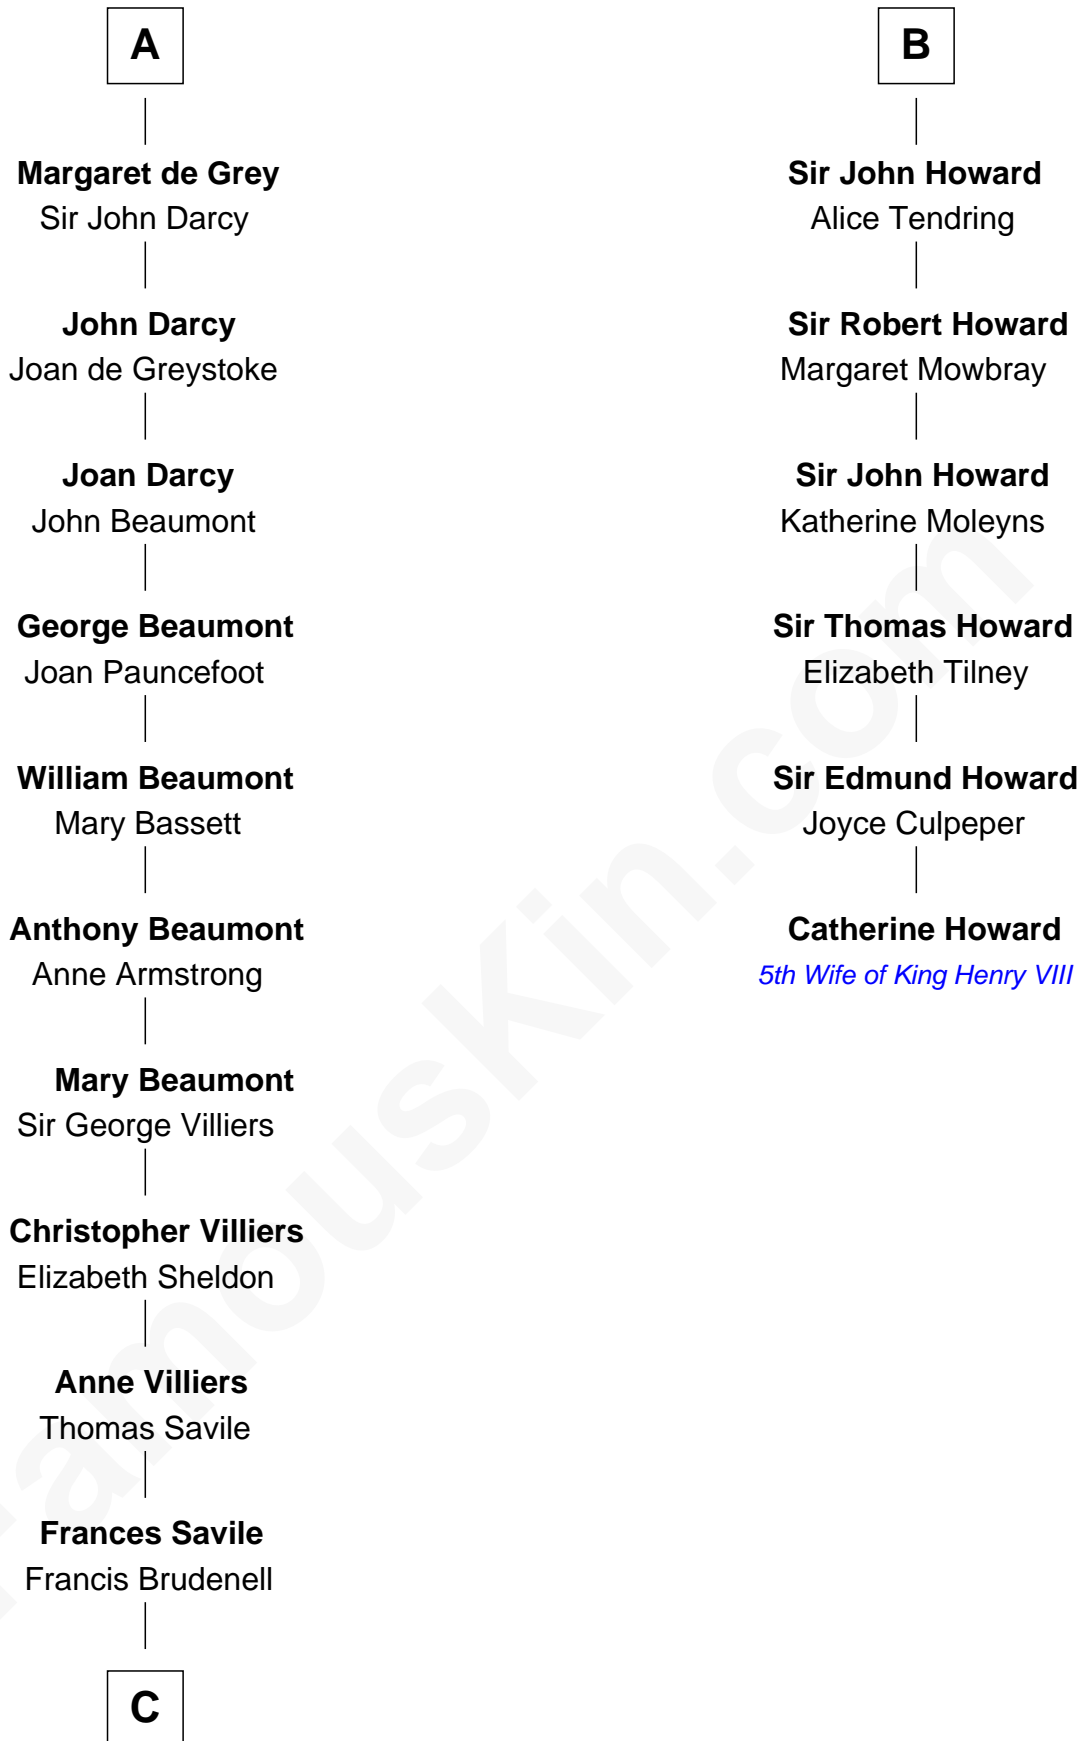 A
Margaret de Grey
Sir John Darcy
John Darcy
Joan de Greystoke
Joan Darcy
John Beaumont
George Beaumont
Joan Pauncefoot
William Beaumont
Mary Bassett
Anthony Beaumont
Anne Armstrong
Mary Beaumont
Sir George Villiers
Christopher Villiers
Elizabeth Sheldon
Anne Villiers
Thomas Savile
Frances Savile
Francis Brudenell
C
B
Sir John Howard
Alice Tendring
Sir Robert Howard
Margaret Mowbray
Sir John Howard
Katherine Moleyns
Sir Thomas Howard
Elizabeth Tilney
Sir Edmund Howard
Joyce Culpeper
Catherine Howard
5th Wife of King Henry VIII
FamousKin.com